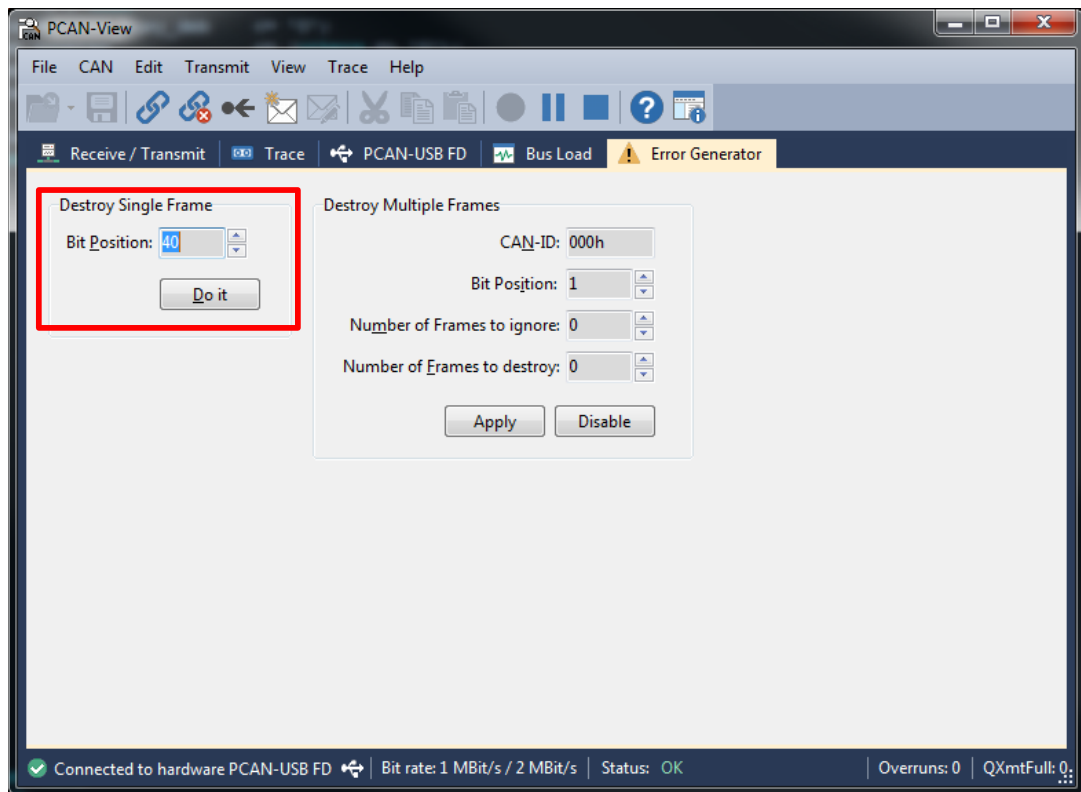 PCAN-View
File CAN Edit Transmit View Trace Help
Receive / Transmit Trace PCAN-USB FD Bus Load Error Generator
Destroy Single Frame
Bit Position: 40
Do it
Destroy Multiple Frames
CAN-ID: 000h
Bit Position: 1
Number of Frames to ignore: 0
Number of Frames to destroy: 0
Apply Disable
Connected to hardware PCAN-USB FD Bit rate: 1 MBit/s / 2 MBit/s Status: OK Overruns: 0 QXmtFull: 0